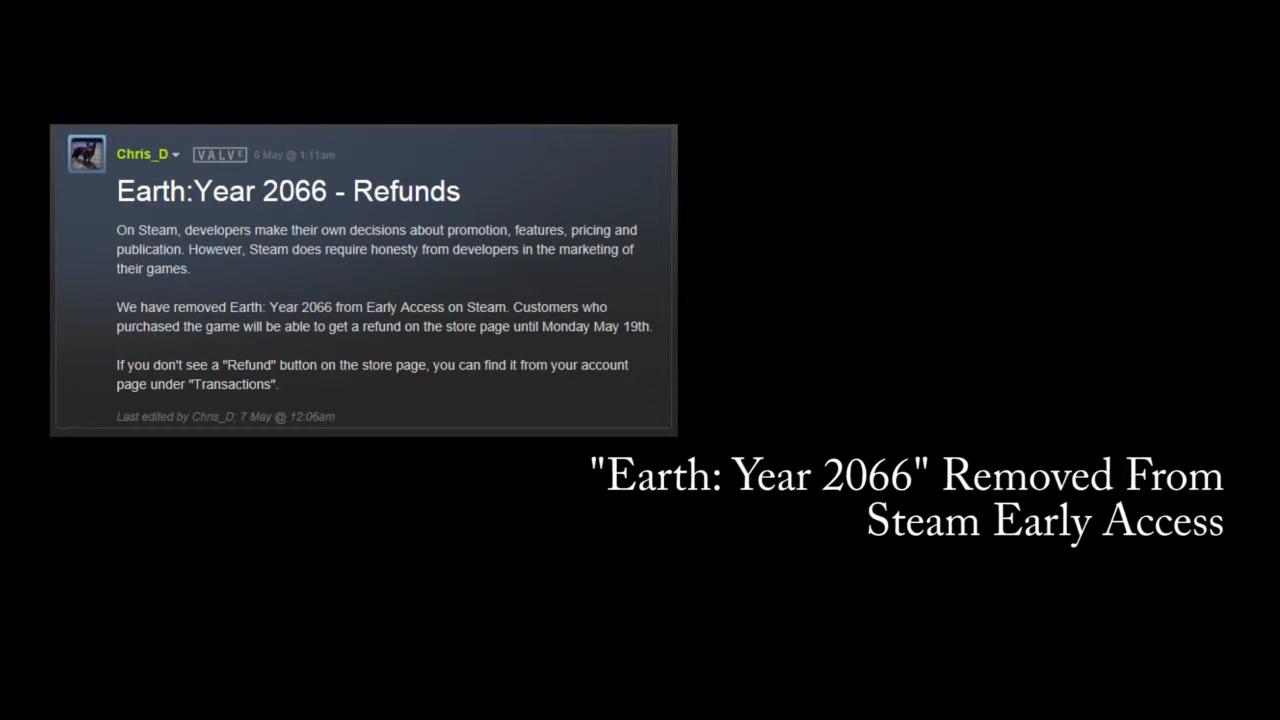 Chris_D VALVE 6 May @ 1:11am
Earth:Year 2066 - Refunds
On Steam, developers make their own decisions about promotion, features, pricing and
publication. However, Steam does require honesty from developers in the marketing of
their games.
We have removed Earth: Year 2066 from Early Access on Steam. Customers who
purchased the game will be able to get a refund on the store page until Monday May 19th.
If you don't see a "Refund" button on the store page, you can find it from your account
page under "Transactions".
Last edited by Chris_D; 7 May @ 12:06am
"Earth: Year 2066" Removed From
Steam Early Access